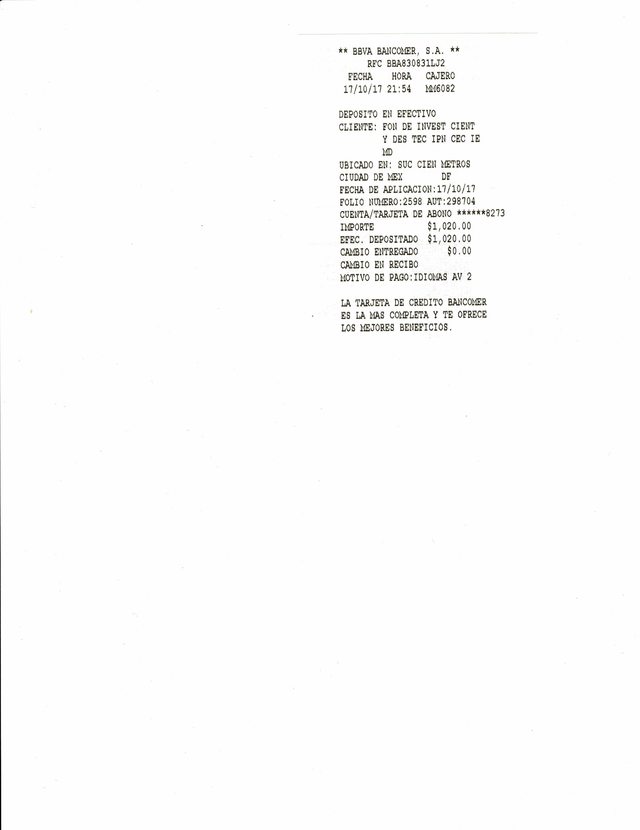 ** BBVA BANCOMER, S.A. **
RFC BBA830831LJ2
FECHA HORA CAJERO
17/10/17 21:54 MM6082
DEPOSITO EN EFECTIVO
CLIENTE: FON DE INVEST CIENT
Y DES TEC IPN CEC IE
MD
UBICADO EN: SUC CIEN METROS
CIUDAD DE MEX DF
FECHA DE APLICACION:17/10/17
FOLIO NUMERO:2598 AUT:298704
CUENTA/TARJETA DE ABONO ******8273
IMPORTE $1,020.00
EFEC. DEPOSITADO $1,020.00
CAMBIO ENTREGADO $0.00
CAMBIO EN RECIBO
MOTIVO DE PAGO:IDIOMAS AV 2
LA TARJETA DE CREDITO BANCOMER
ES LA MAS COMPLETA Y TE OFRECE
LOS MEJORES BENEFICIOS.